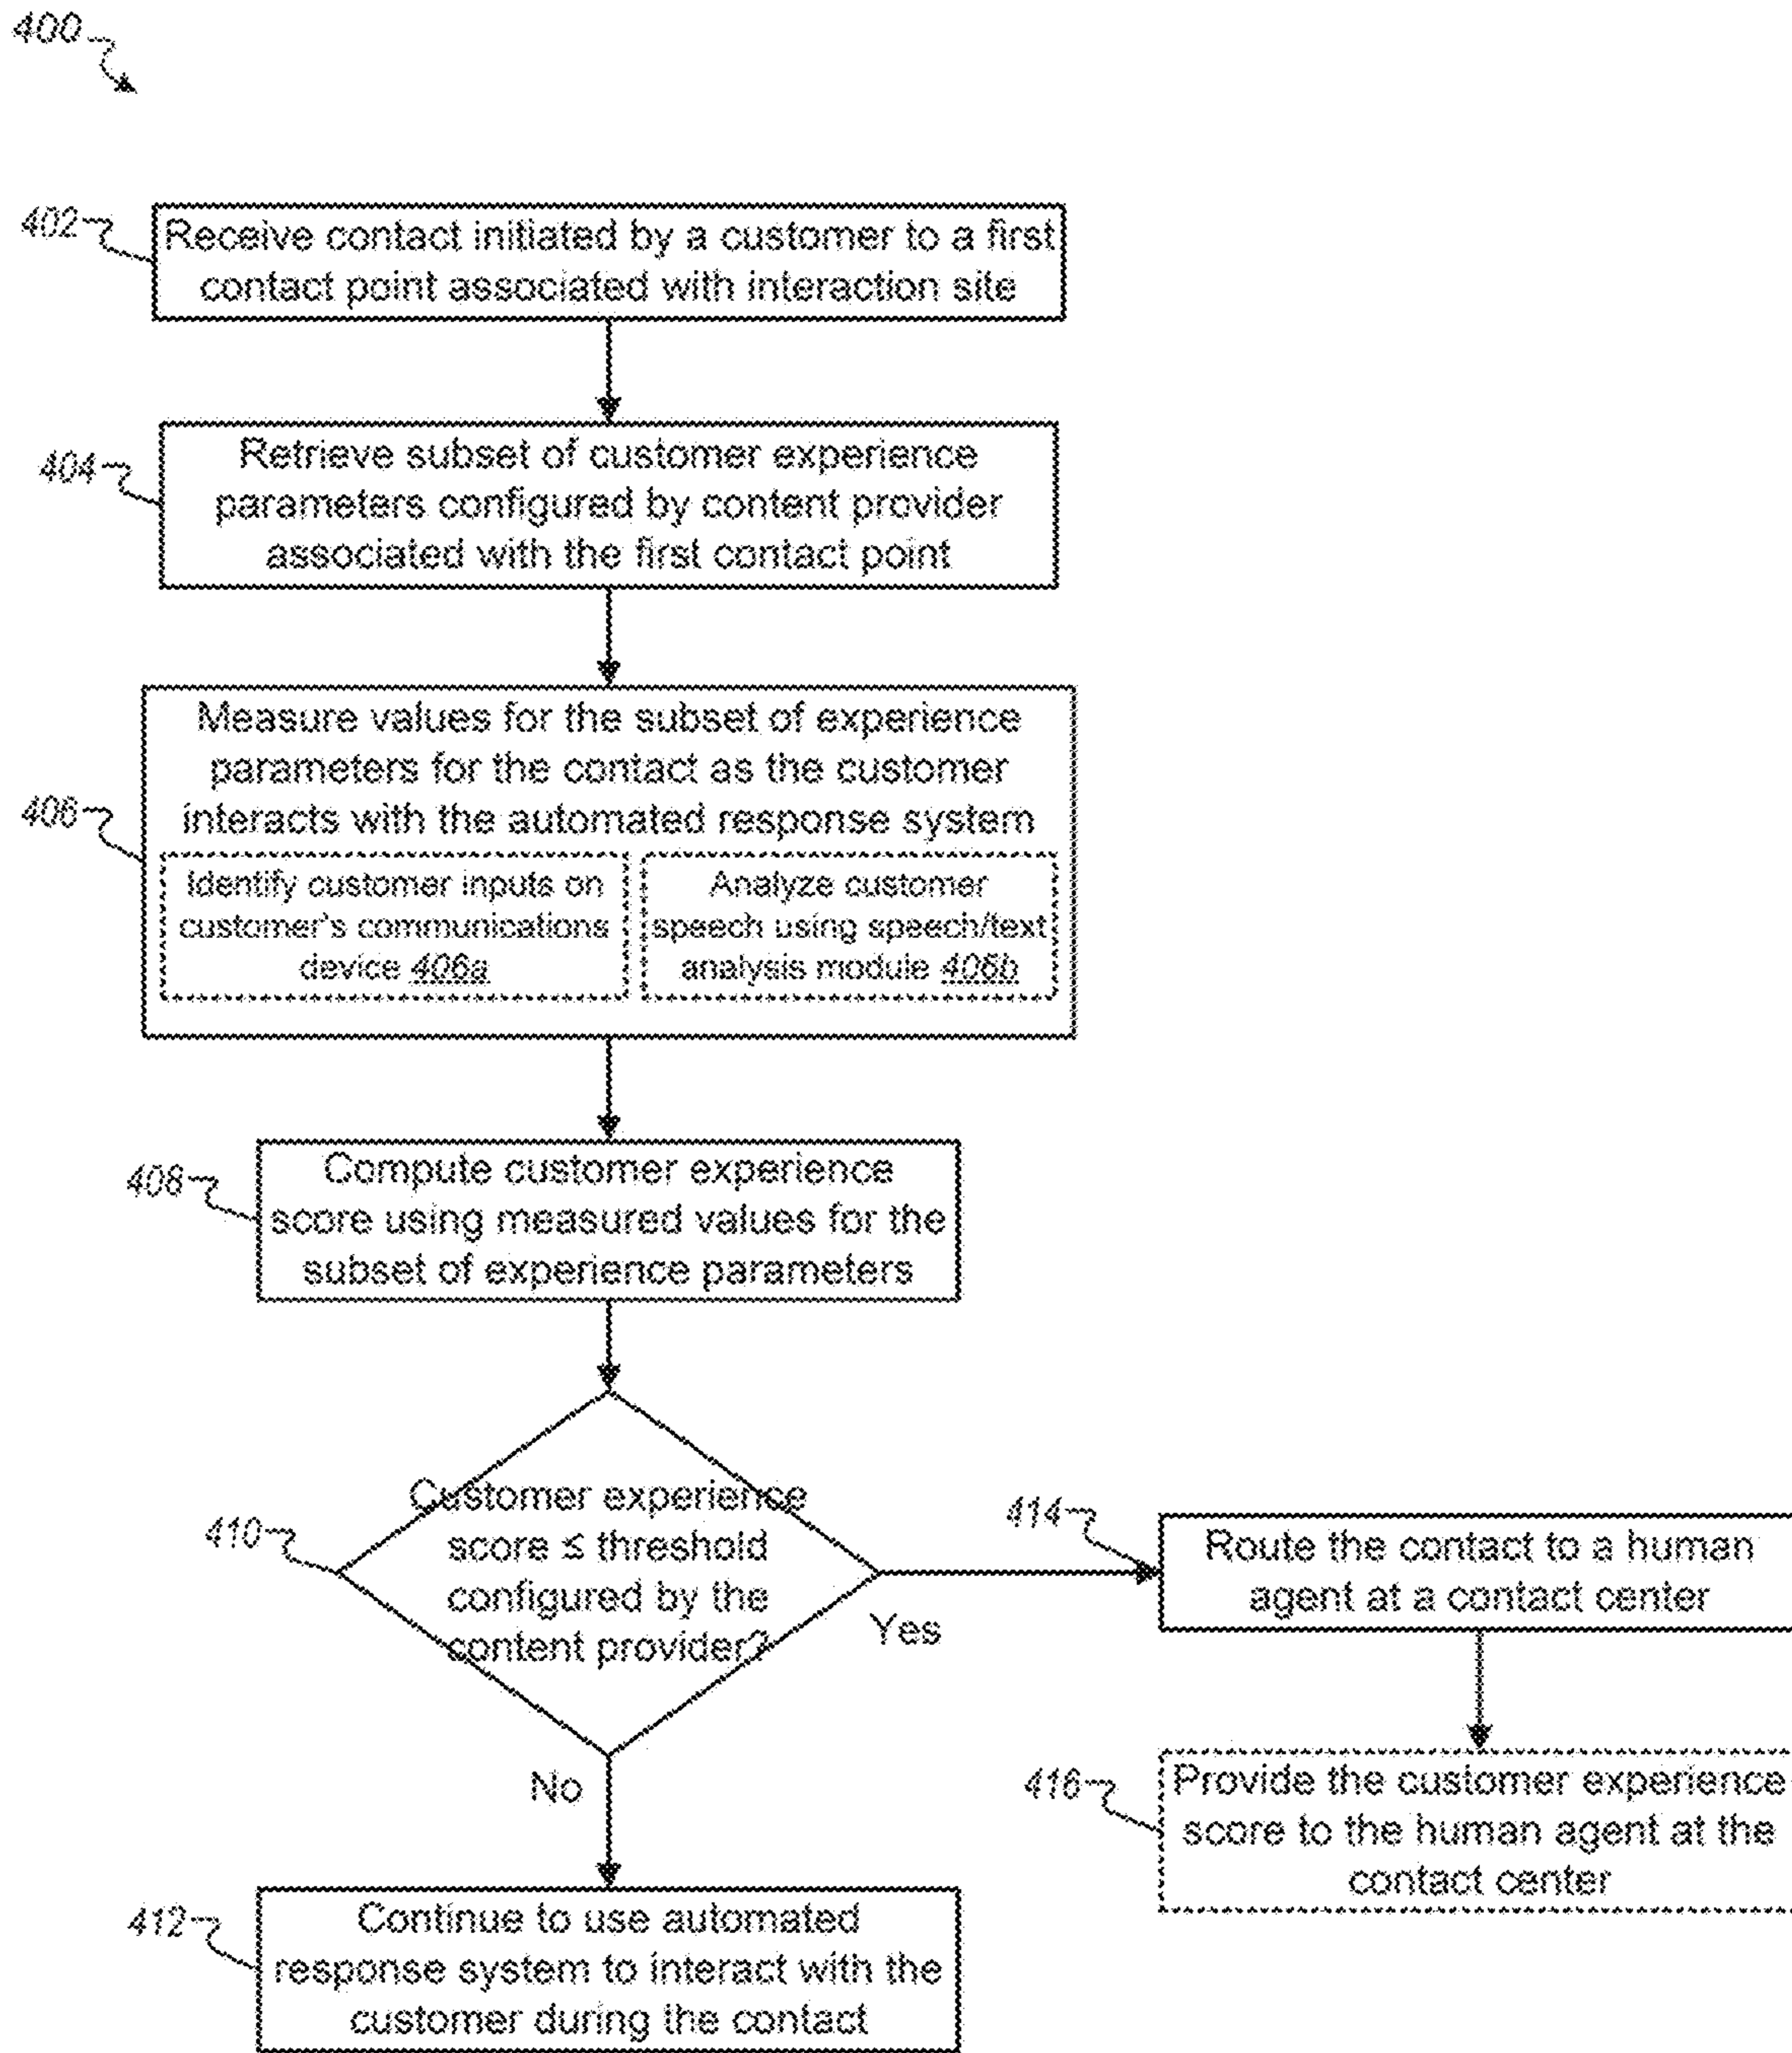 400
402
Receive contact initiated by a customer to a first
contact point associated with interaction site
404
Retrieve subset of customer experience
parameters configured by content provider
associated with the first contact point
406
Measure values for the subset of experience
parameters for the contact as the customer
interacts with the automated response system
Identify customer inputs on
customer's communications
device 406a
Analyze customer
speech using speech/text
analysis module 406b
408
Compute customer experience
score using measured values for the
subset of experience parameters
410
Customer experience
score ≤ threshold
configured by the
content provider?
Yes
No
412
Continue to use automated
response system to interact with the
customer during the contact
414
Route the contact to a human
agent at a contact center
416
Provide the customer experience
score to the human agent at the
contact center